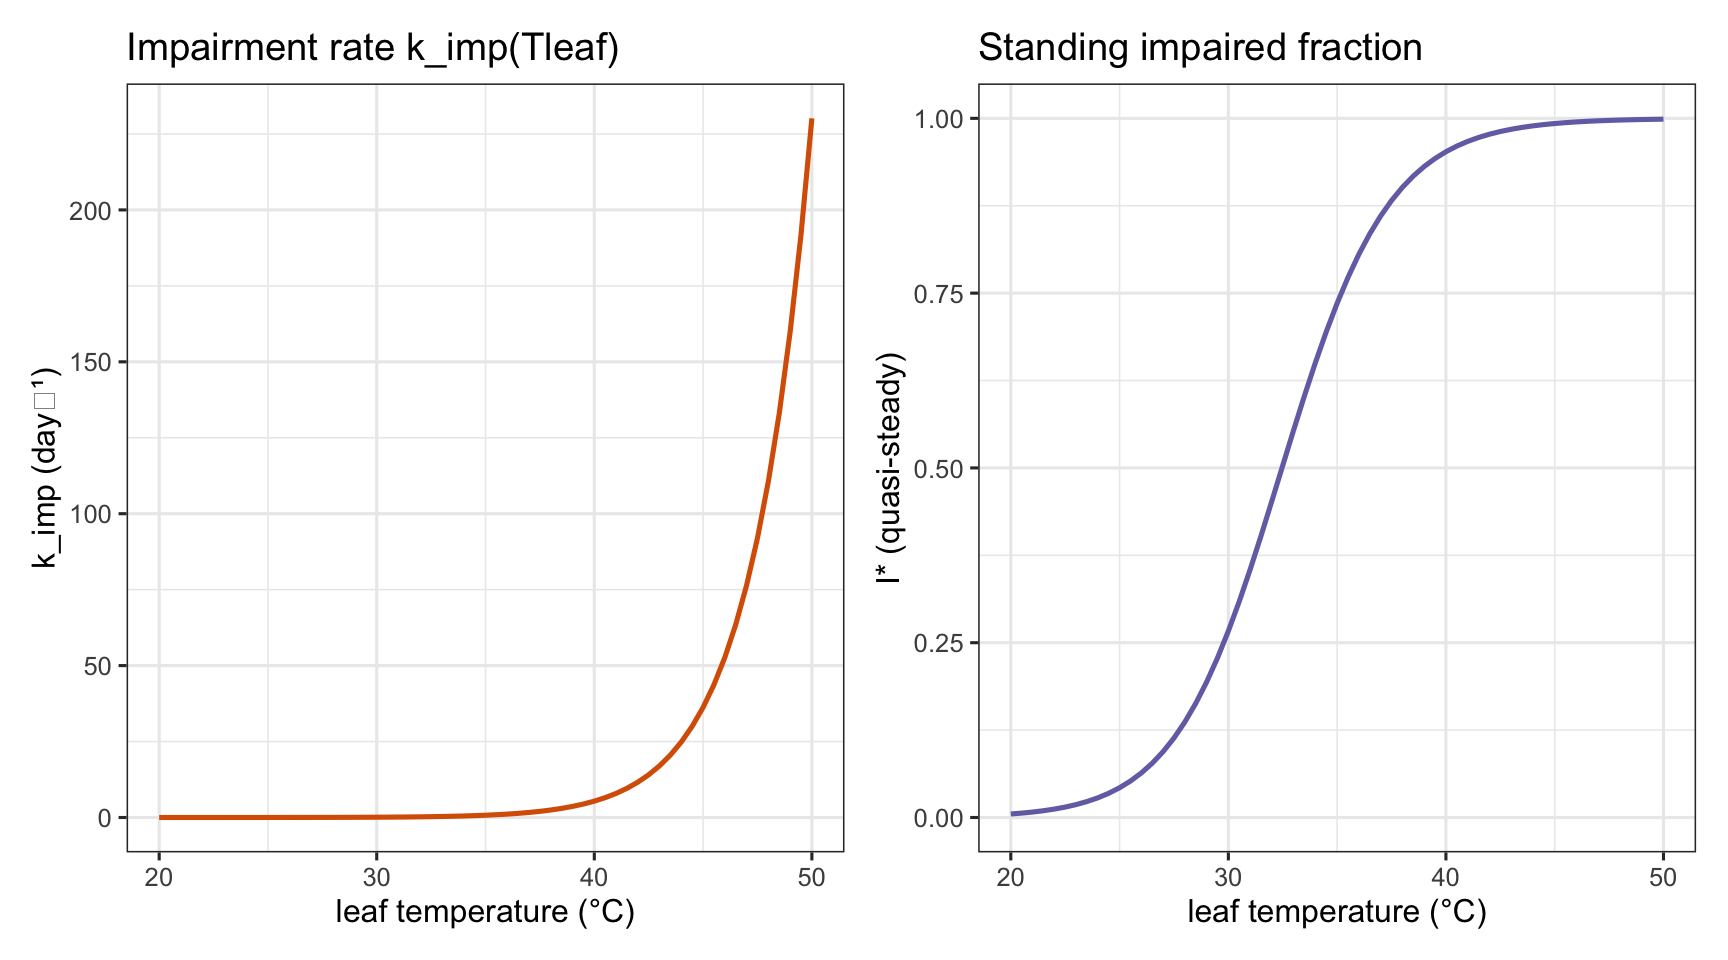 Impairment rate k_imp(Tleaf)
k_imp (day□¹)
200
150
100
50
0
20 30 40 50
leaf temperature (°C)
Standing impaired fraction
I* (quasi-steady)
1.00
0.75
0.50
0.25
0.00
20 30 40 50
leaf temperature (°C)